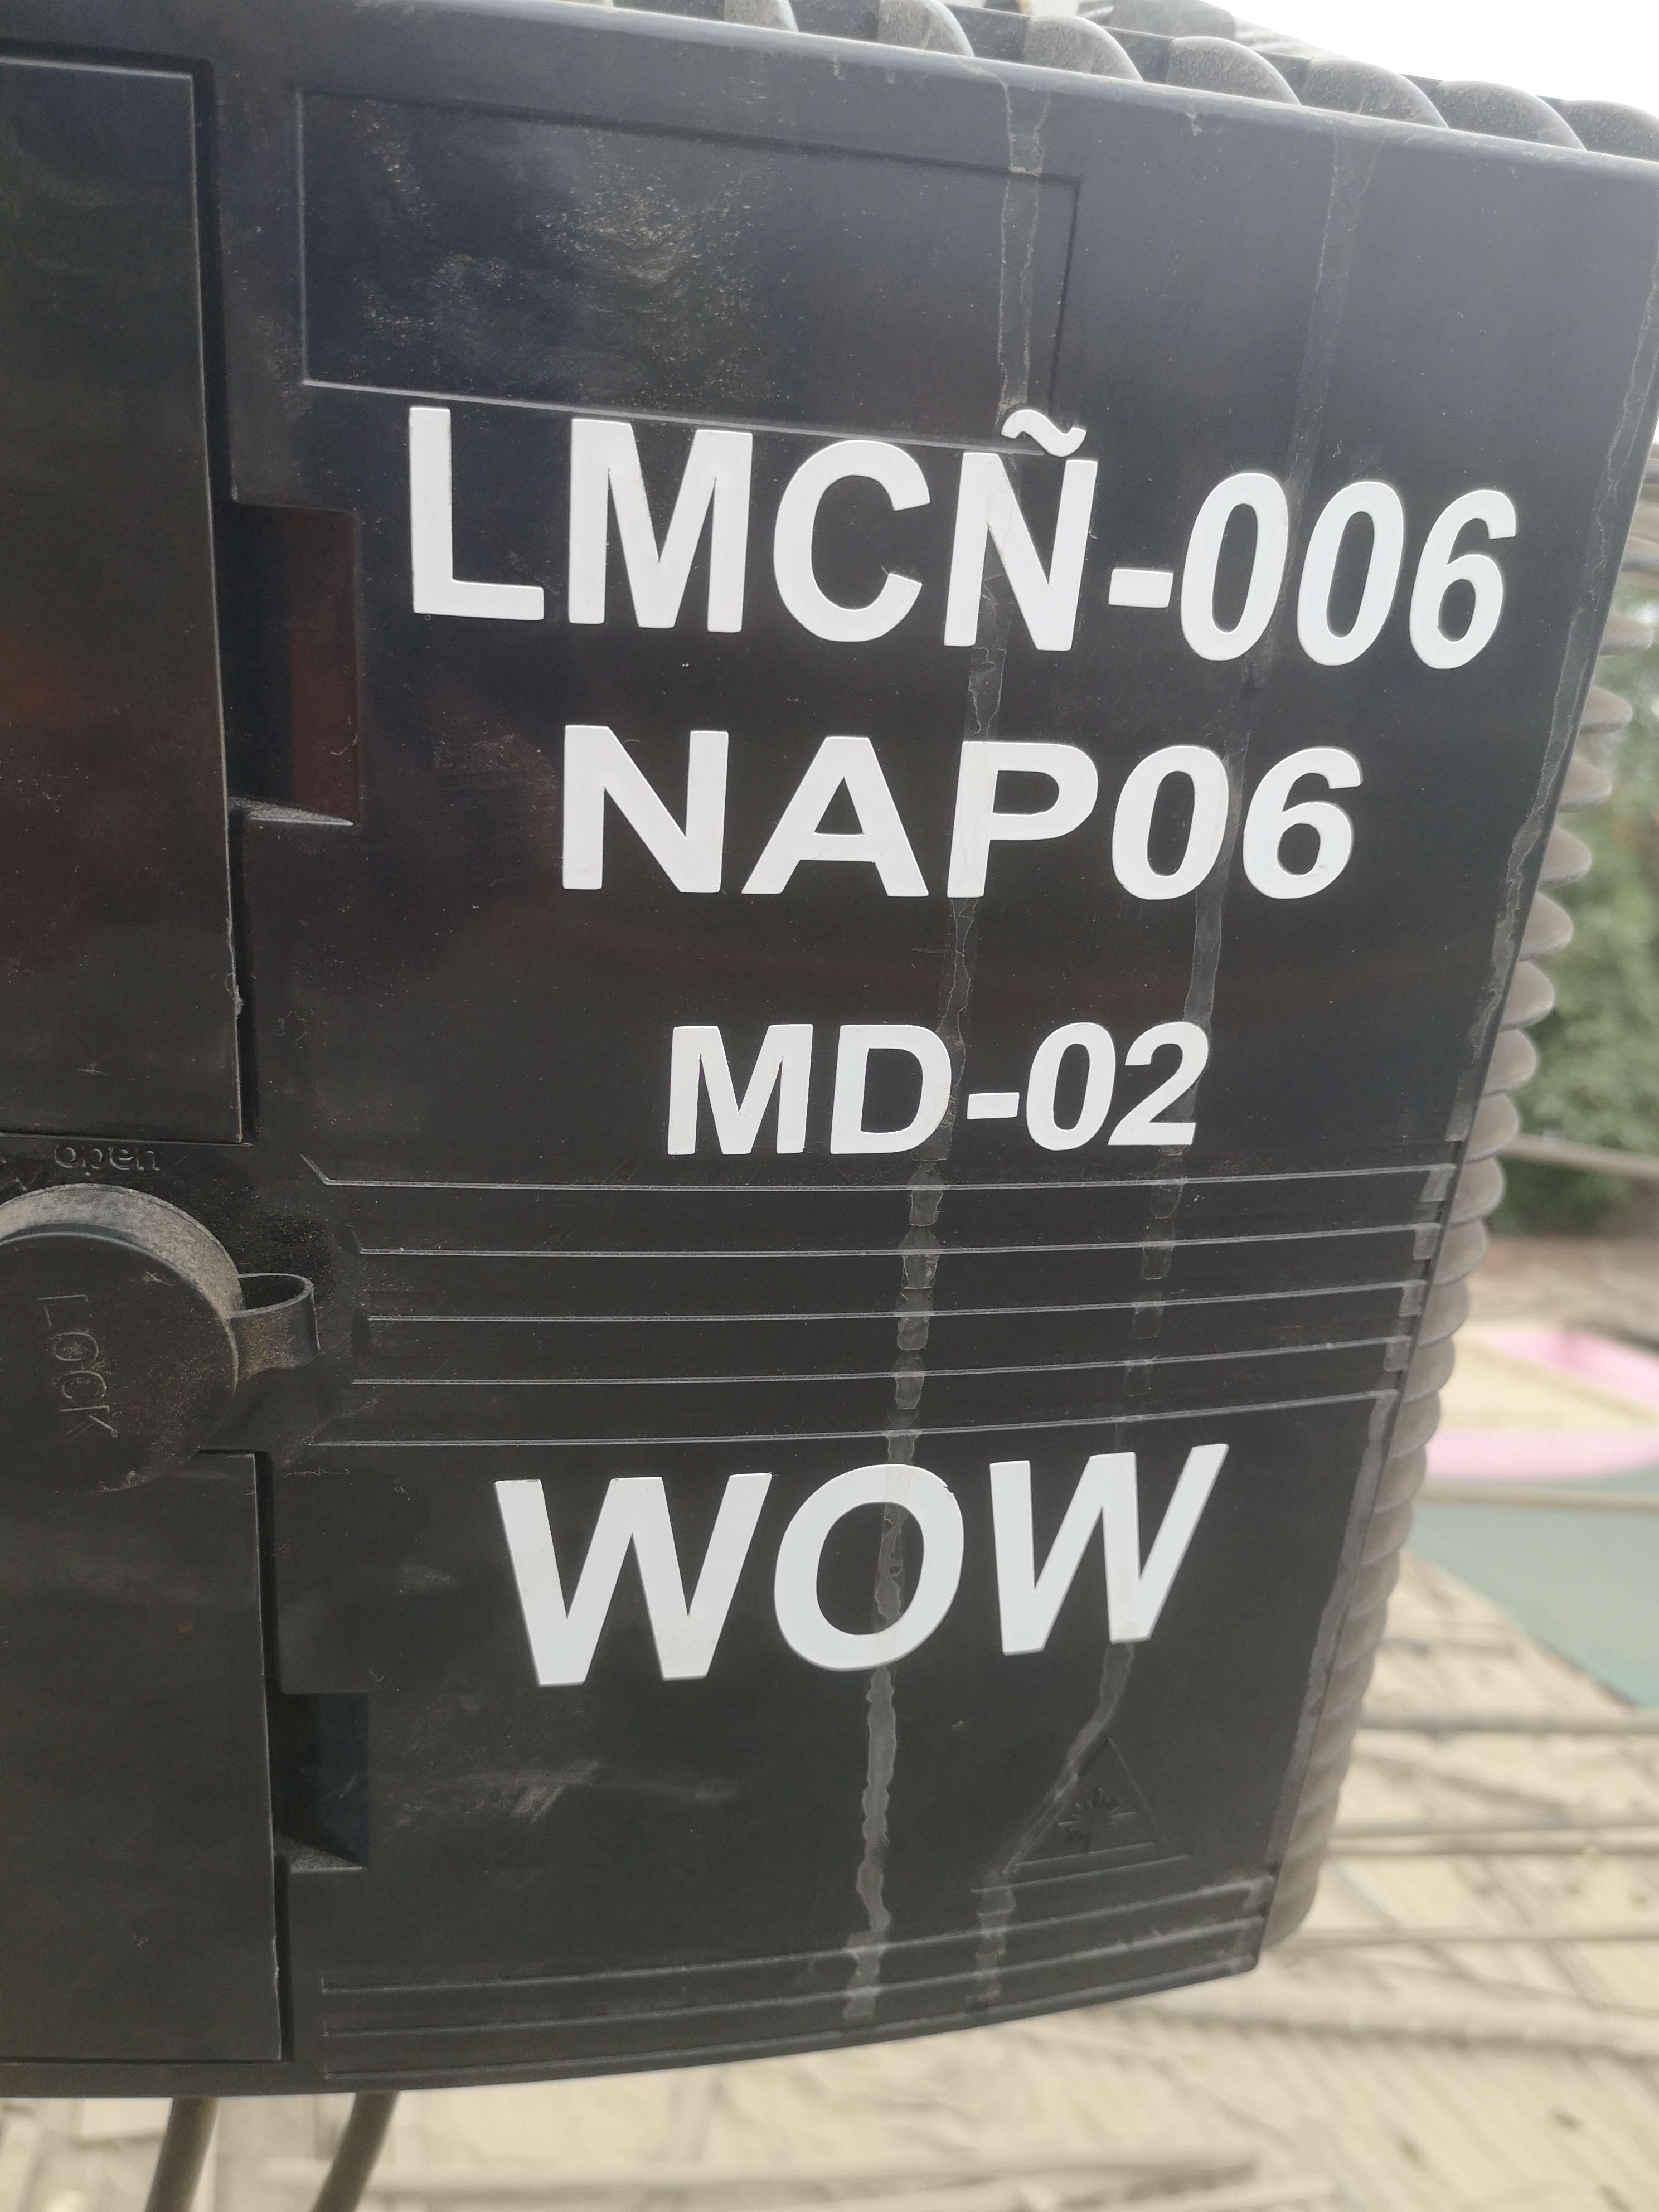 LMCÑ-006
NAP06
MD-02
open
LOCK
WOW